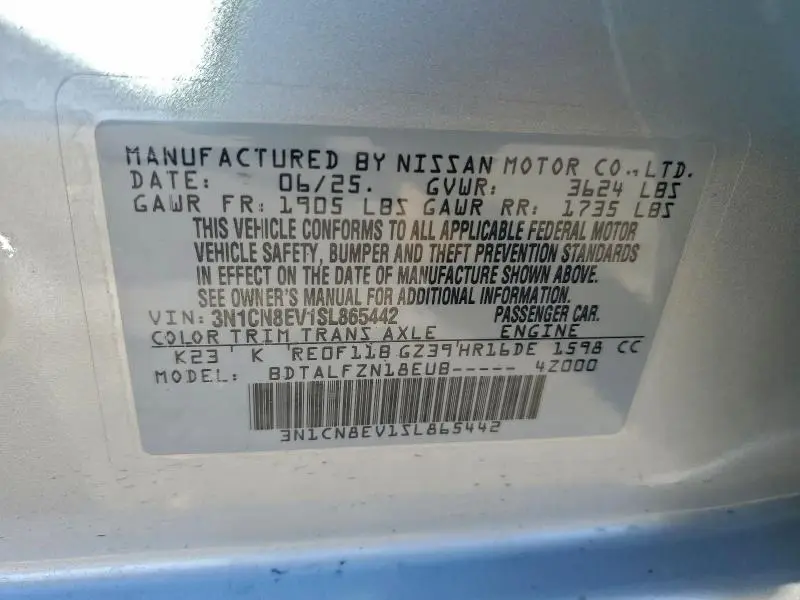 MANUFACTURED BY NISSAN MOTOR CO., LTD.
DATE: 06/25. GVWR: 3624 LBS
GAWR FR: 1905 LBS GAWR RR: 1735 LBS
THIS VEHICLE CONFORMS TO ALL APPLICABLE FEDERAL MOTOR
VEHICLE SAFETY, BUMPER AND THEFT PREVENTION STANDARDS
IN EFFECT ON THE DATE OF MANUFACTURE SHOWN ABOVE.
SEE OWNER'S MANUAL FOR ADDITIONAL INFORMATION.
VIN: 3N1CN8EV1SL865442 PASSENGER CAR.
COLOR TRIM TRANS AXLE ENGINE
K23 K RE0F11B GZ39 HR16DE 1598 CC
MODEL: BDTALFZN18EUB----- 4Z000
3N1CN8EV1SL865442